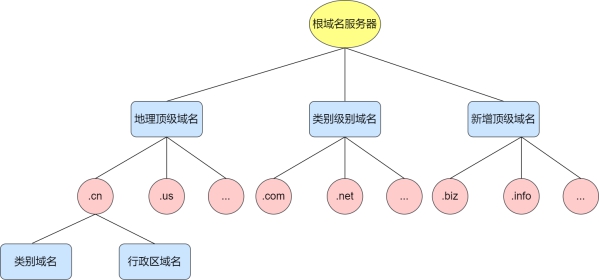 根域名服务器
地理顶级域名
类别级别域名
新增顶级域名
.cn
.us
...
.com
.net
...
.biz
.info
...
类别域名
行政区域名